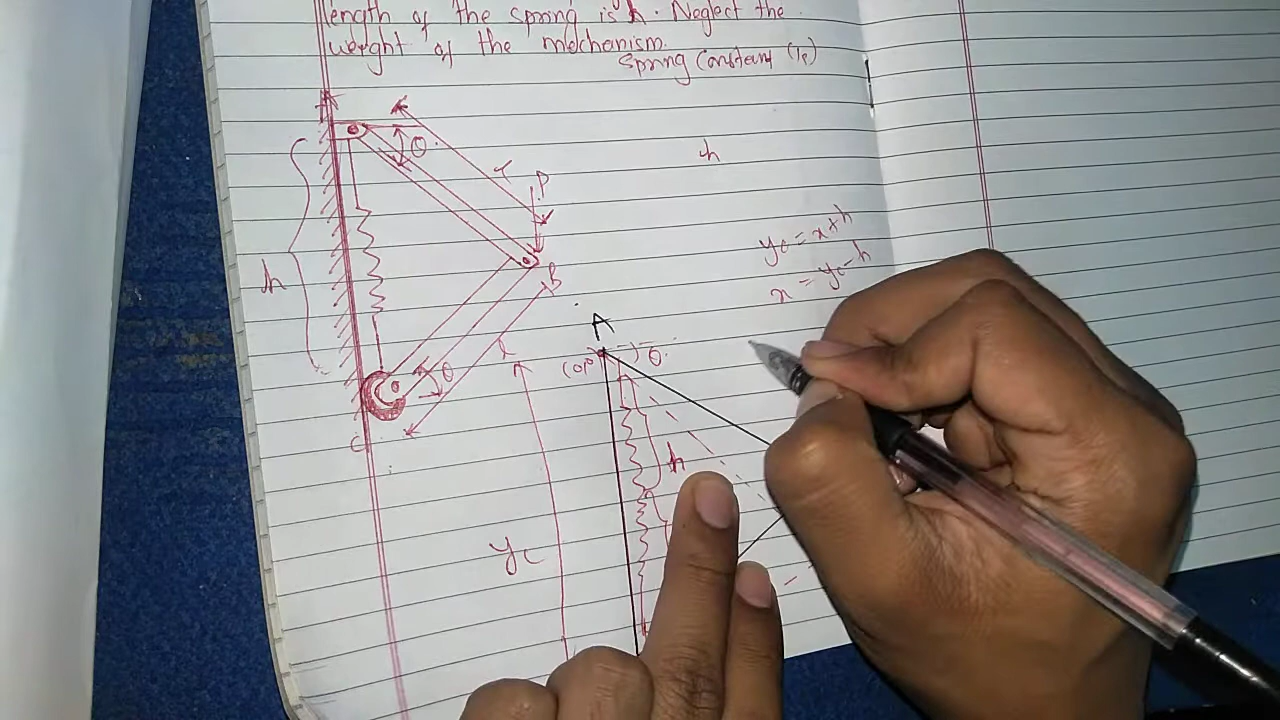 length of the spring is h. Neglect the
weight of the mechanism.
Spring Constant (k)
A
θ
r
P
h
h
B
θ
r
C
yc = x+h
x = yc-h
A
θ
h
yc